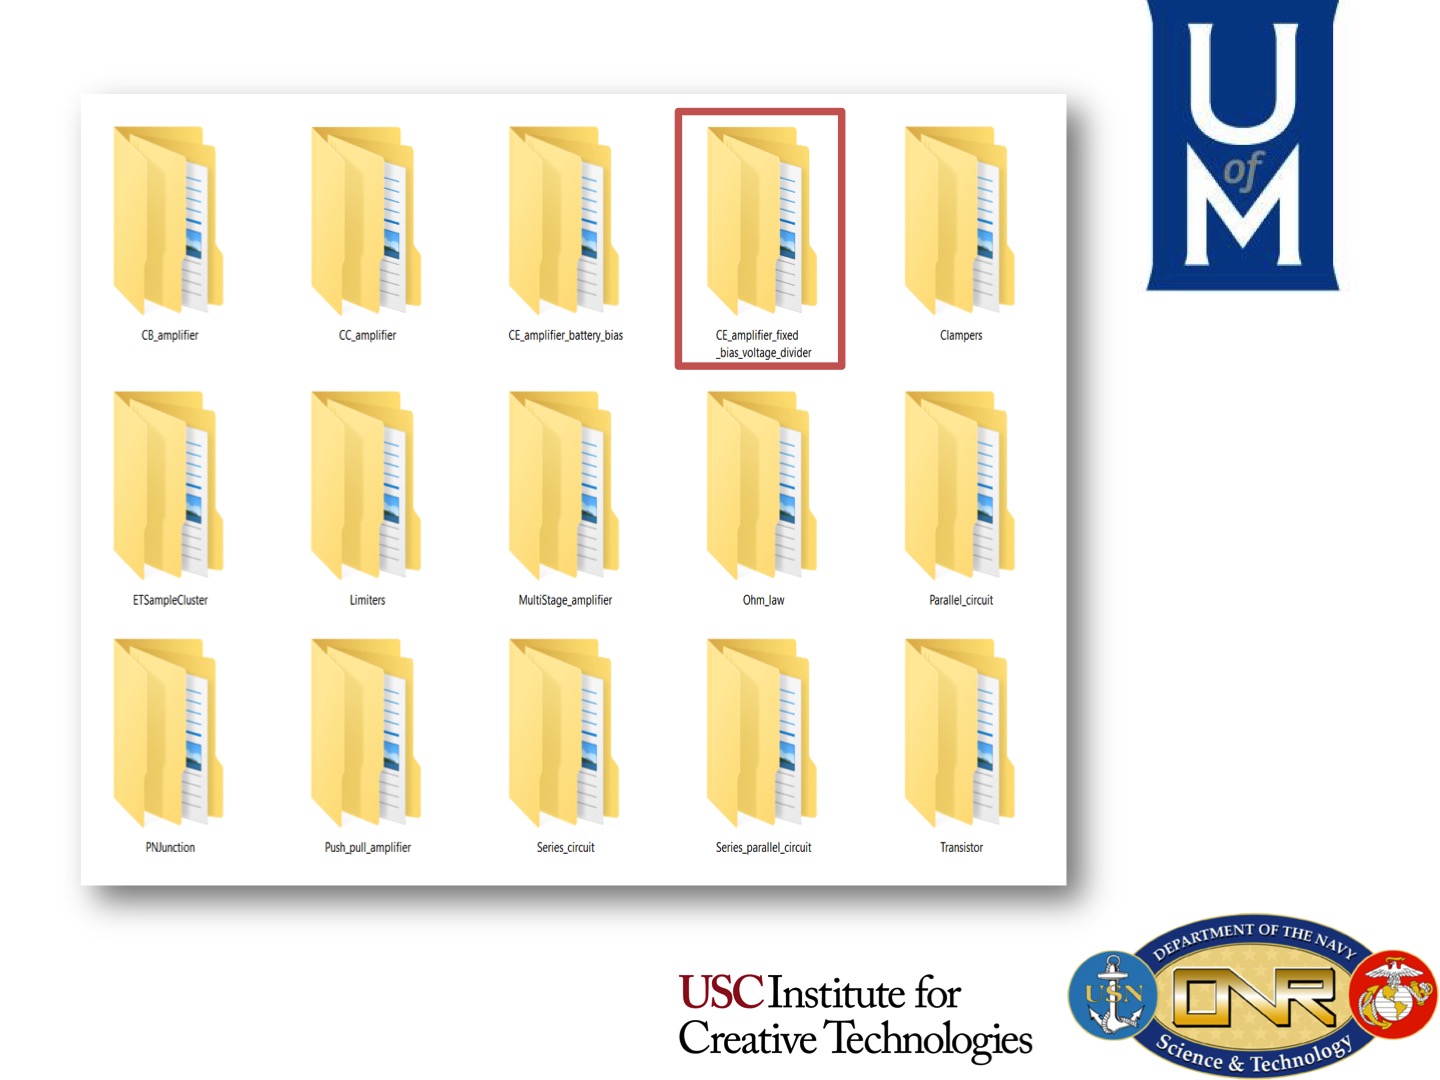 U
of
M
CB_amplifier
CC_amplifier
CE_amplifier_battery_bias
CE_amplifier_fixed
_bias_voltage_divider
Clampers
ETSampleCluster
Limiters
MultiStage_amplifier
Ohm_law
Parallel_circuit
PNJunction
Push_pull_amplifier
Series_circuit
Series_parallel_circuit
Transistor
USC Institute for
Creative Technologies
DEPARTMENT OF THE NAVY
USN
ONR
Science & Technology